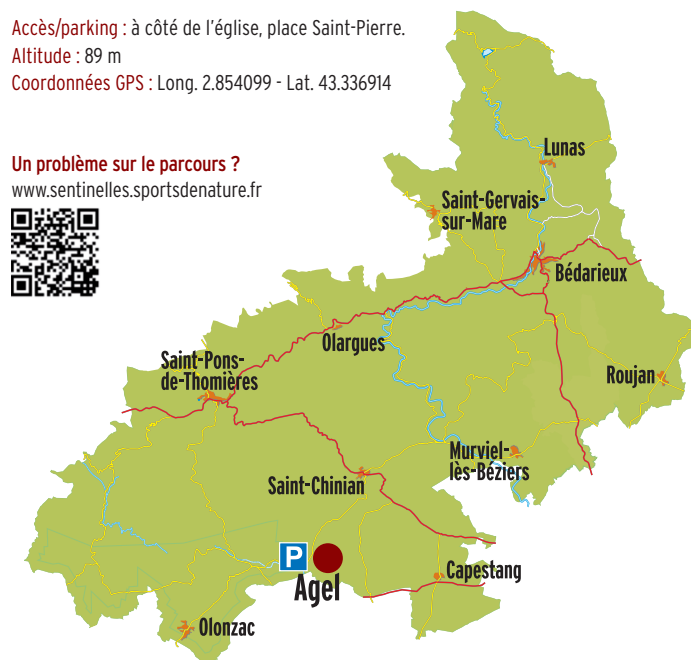 Accès/parking : à côté de l'église, place Saint-Pierre.
Altitude : 89 m
Coordonnées GPS : Long. 2.854099 - Lat. 43.336914
Un problème sur le parcours ?
www.sentinelles.sportsdenature.fr
Lunas
Saint-Gervais-
sur-Mare
Bédarieux
Olargues
Saint-Pons-
de-Thomières
Roujan
Murviel-
lès-Béziers
Saint-Chinian
P
Agel
Capestang
Olonzac